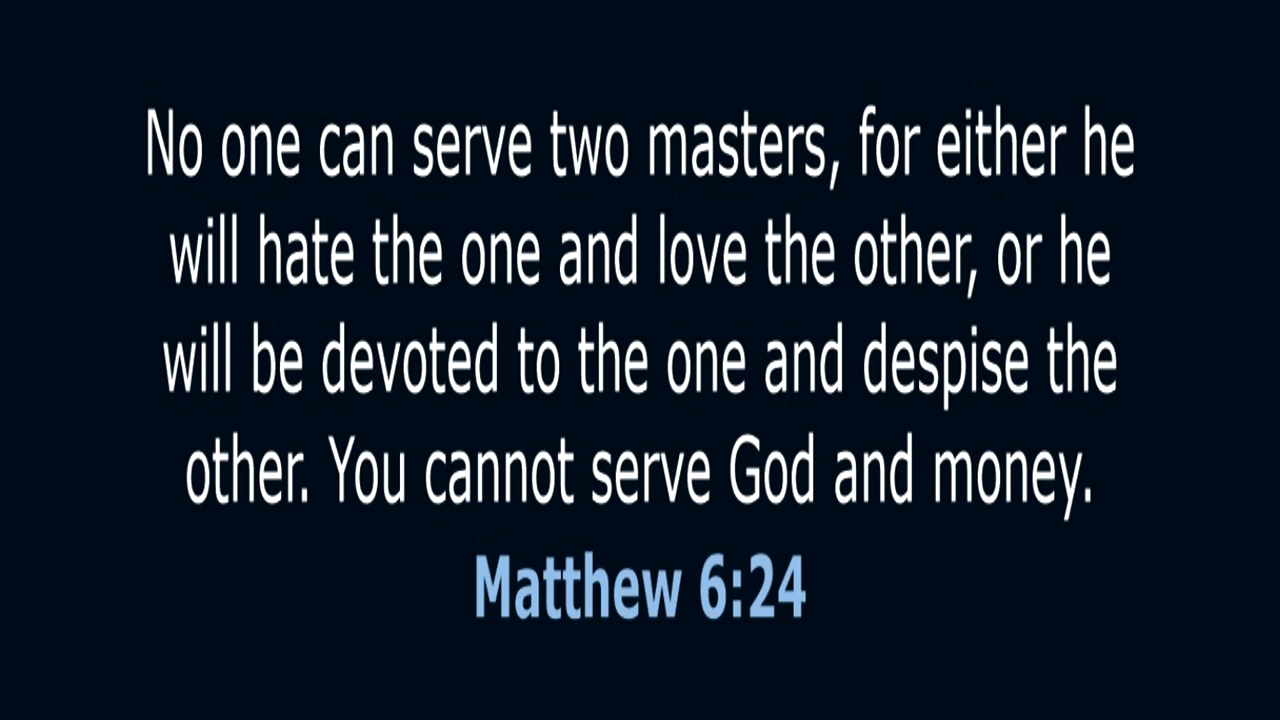 No one can serve two masters, for either he
will hate the one and love the other, or he
will be devoted to the one and despise the
other. You cannot serve God and money.
Matthew 6:24